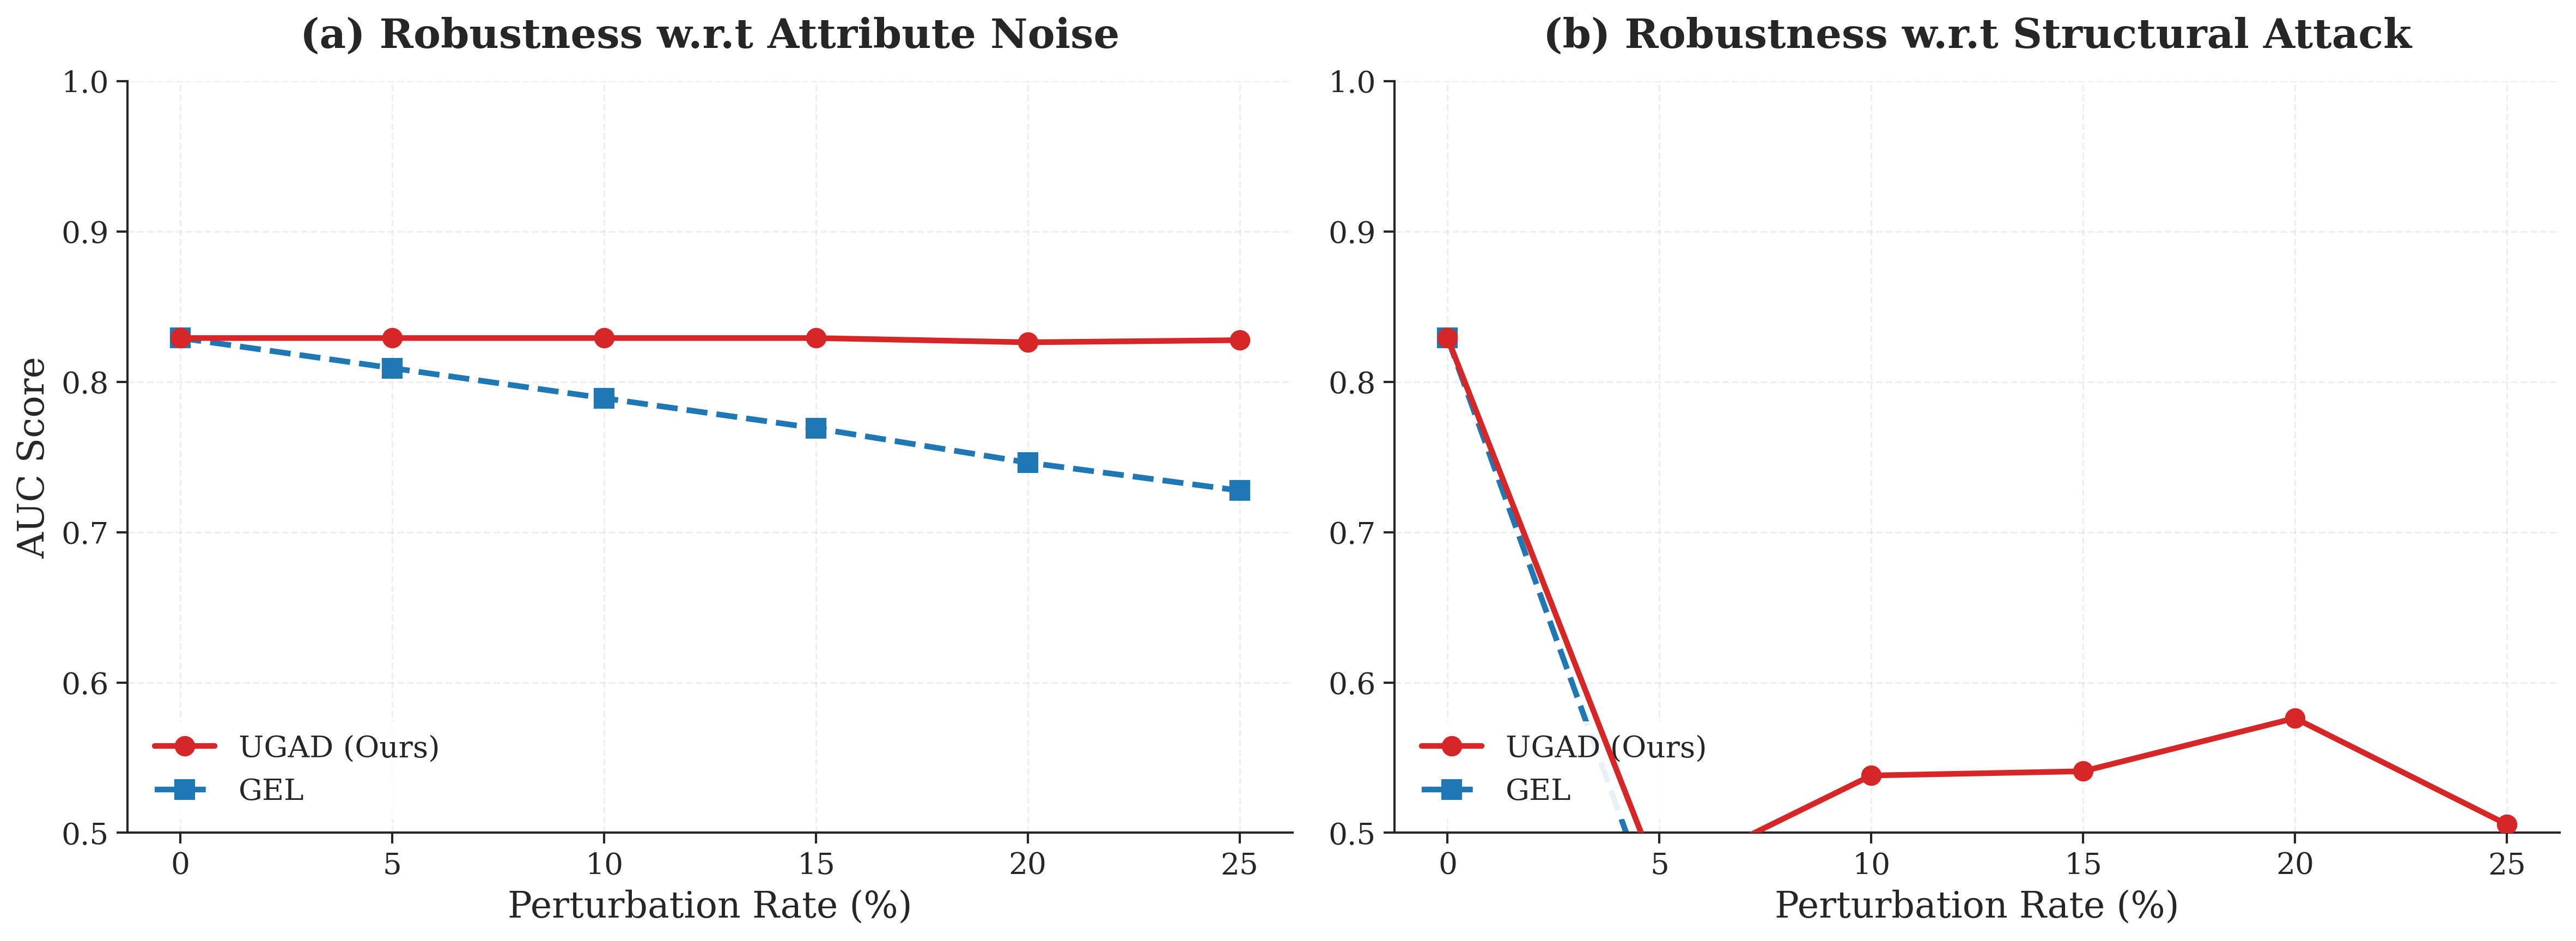 (a) Robustness w.r.t Attribute Noise
AUC Score
1.0
0.9
0.8
0.7
0.6
0.5
UGAD (Ours)
GEL
0 5 10 15 20 25
Perturbation Rate (%)
(b) Robustness w.r.t Structural Attack
1.0
0.9
0.8
0.7
0.6
0.5
UGAD (Ours)
GEL
0 5 10 15 20 25
Perturbation Rate (%)